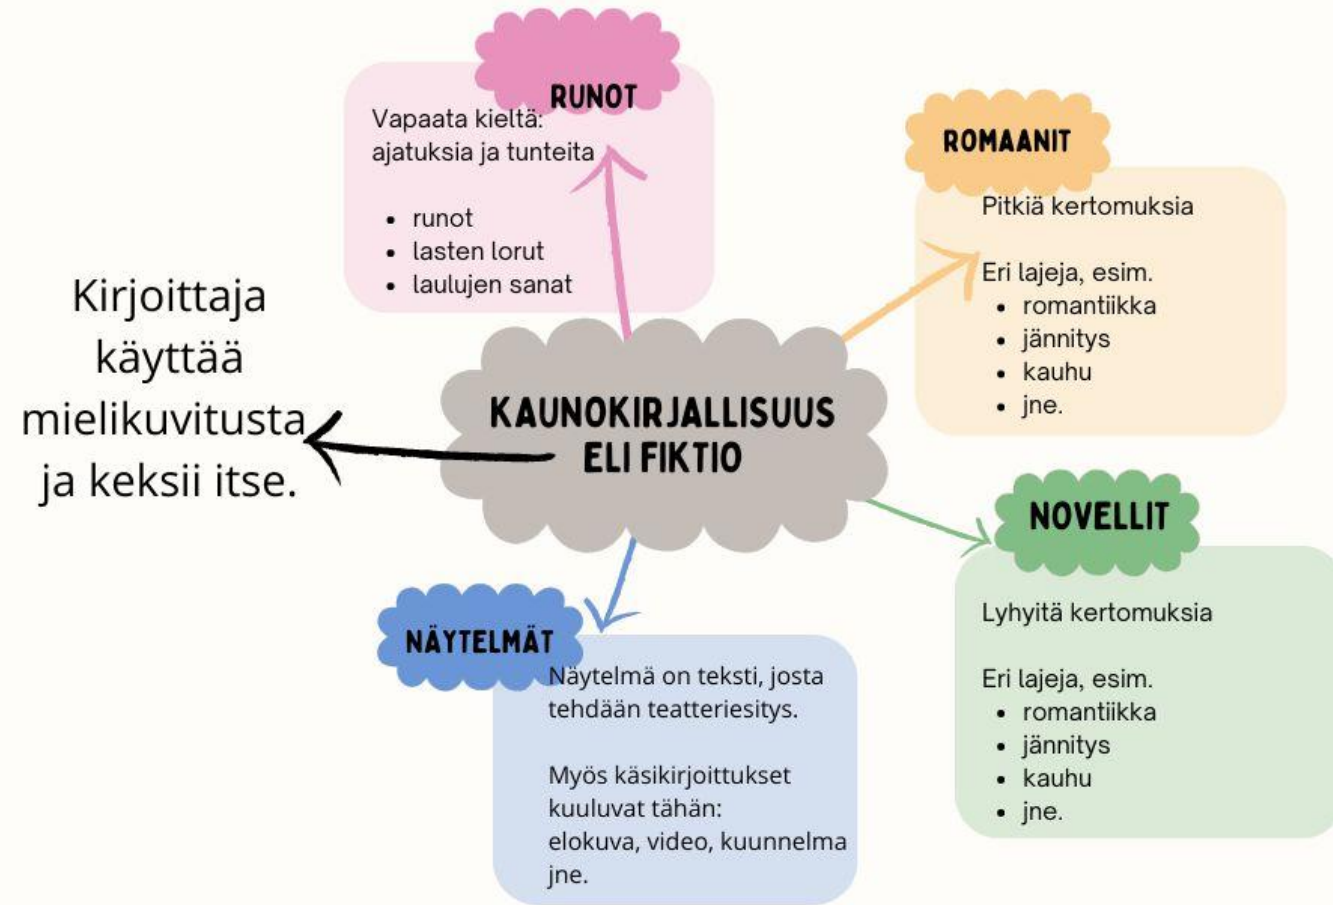 RUNOT
Vapaata kieltä:
ajatuksia ja tunteita
• runot
• lasten lorut
• laulujen sanat
ROMAANIT
Pitkiä kertomuksia
Eri lajeja, esim.
• romantiikka
• jännitys
• kauhu
• jne.
Kirjoittaja
käyttää
mielikuvitusta
ja keksii itse.
KAUNOKIRJALLISUUS
ELI FIKTIO
NOVELLIT
Lyhyitä kertomuksia
Eri lajeja, esim.
• romantiikka
• jännitys
• kauhu
• jne.
NÄYTELMÄT
Näytelmä on teksti, josta
tehdään teatteriesitys.
Myös käsikirjoittukset
kuuluvat tähän:
elokuva, video, kuunnelma
jne.